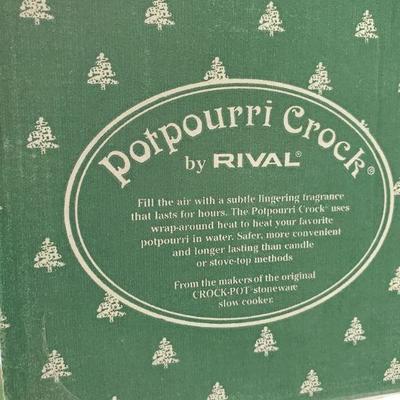 Potpourri Crock®
by RIVAL®
Fill the air with a subtle lingering fragrance
that lasts for hours. The Potpourri Crock® uses
wrap-around heat to heat your favorite
potpourri in water. Safer, more convenient
and longer lasting than candle
or stove-top methods
From the makers of the original
CROCK-POT® stoneware
slow cooker.